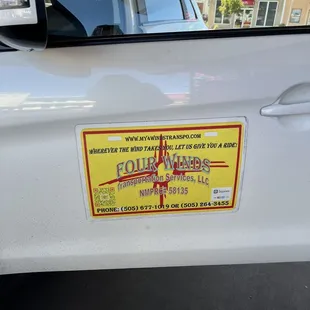 WWW.MY4WINDSTRANSPO.COM
WHEREVER THE WIND TAKES YOU, LET US GIVE YOU A RIDE!
FOUR WINDS
Transportation Services, LLC
NMPRC# 58135
PHONE: (505) 677-1019 OR (505) 264-3455